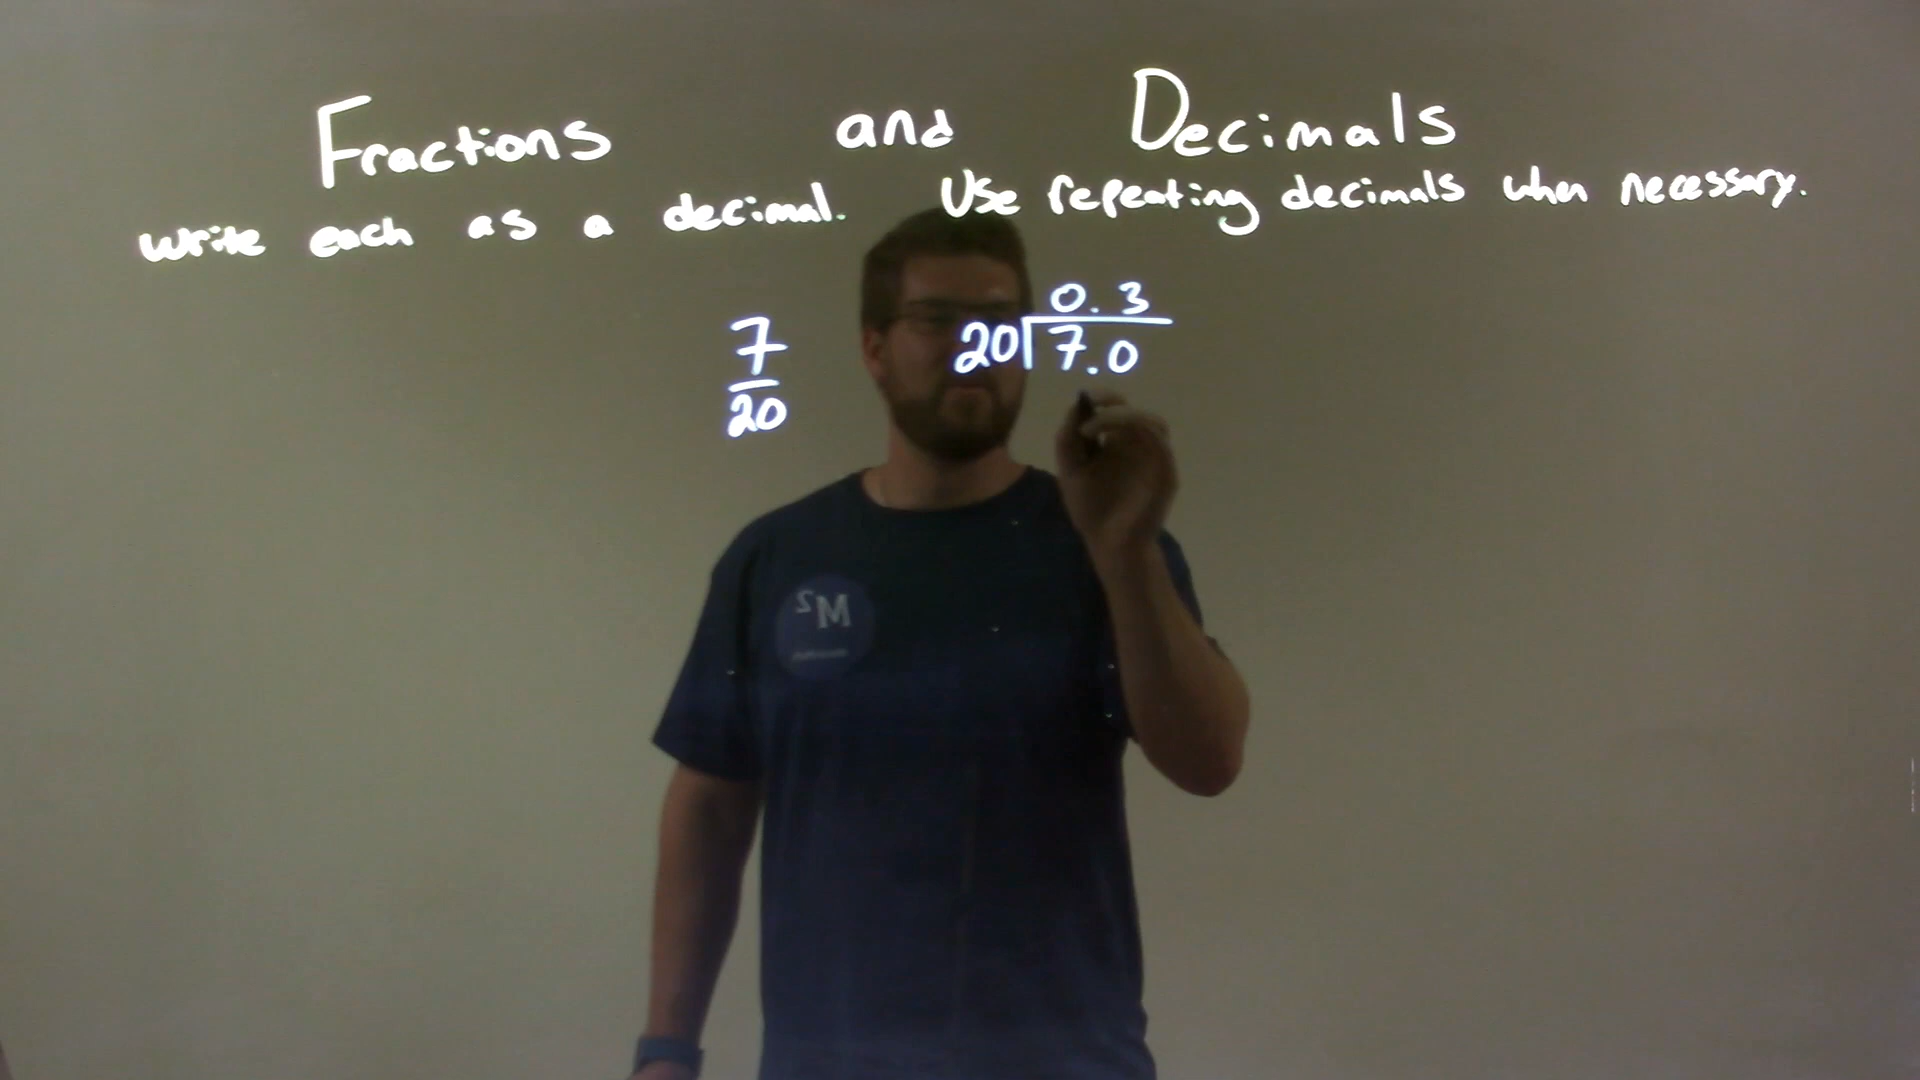 Fractions and Decimals
Write each as a decimal. Use repeating decimals when necessary.
0.3
7 20 7.0
20
M2